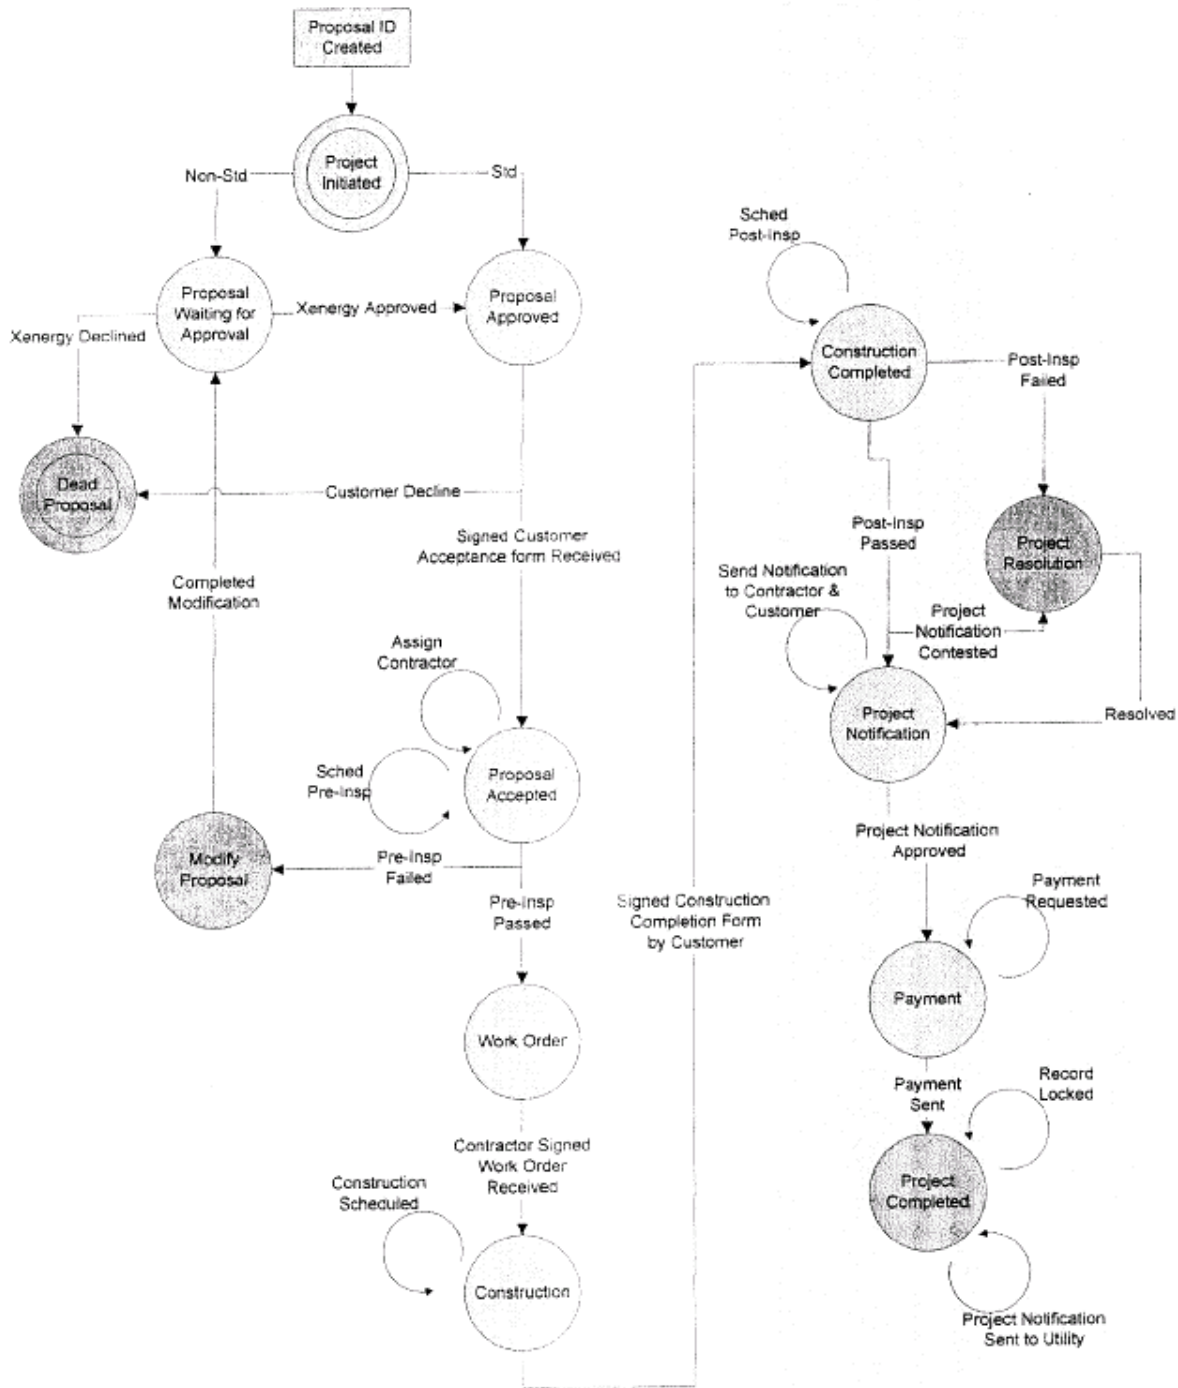 Proposal ID
Created
Project
Initiated
Non-Std
Std
Proposal
Waiting for
Approval
Xenergy Approved
Proposal
Approved
Xenergy Declined
Dead
Proposal
Customer Decline
Signed Customer
Acceptance form Received
Completed
Modification
Assign
Contractor
Sched
Pre-Insp
Proposal
Accepted
Modify
Proposal
Pre-Insp
Failed
Pre-Insp
Passed
Work Order
Contractor Signed
Work Order
Received
Construction
Scheduled
Construction
Signed Construction
Completion Form
by Customer
Sched
Post-Insp
Construction
Completed
Post-Insp
Failed
Post-Insp
Passed
Project
Resolution
Send Notification
to Contractor &
Customer
Project
Notification
Contested
Project
Notification
Resolved
Project Notification
Approved
Payment
Requested
Payment
Payment
Sent
Record
Locked
Project
Completed
Project Notification
Sent to Utility